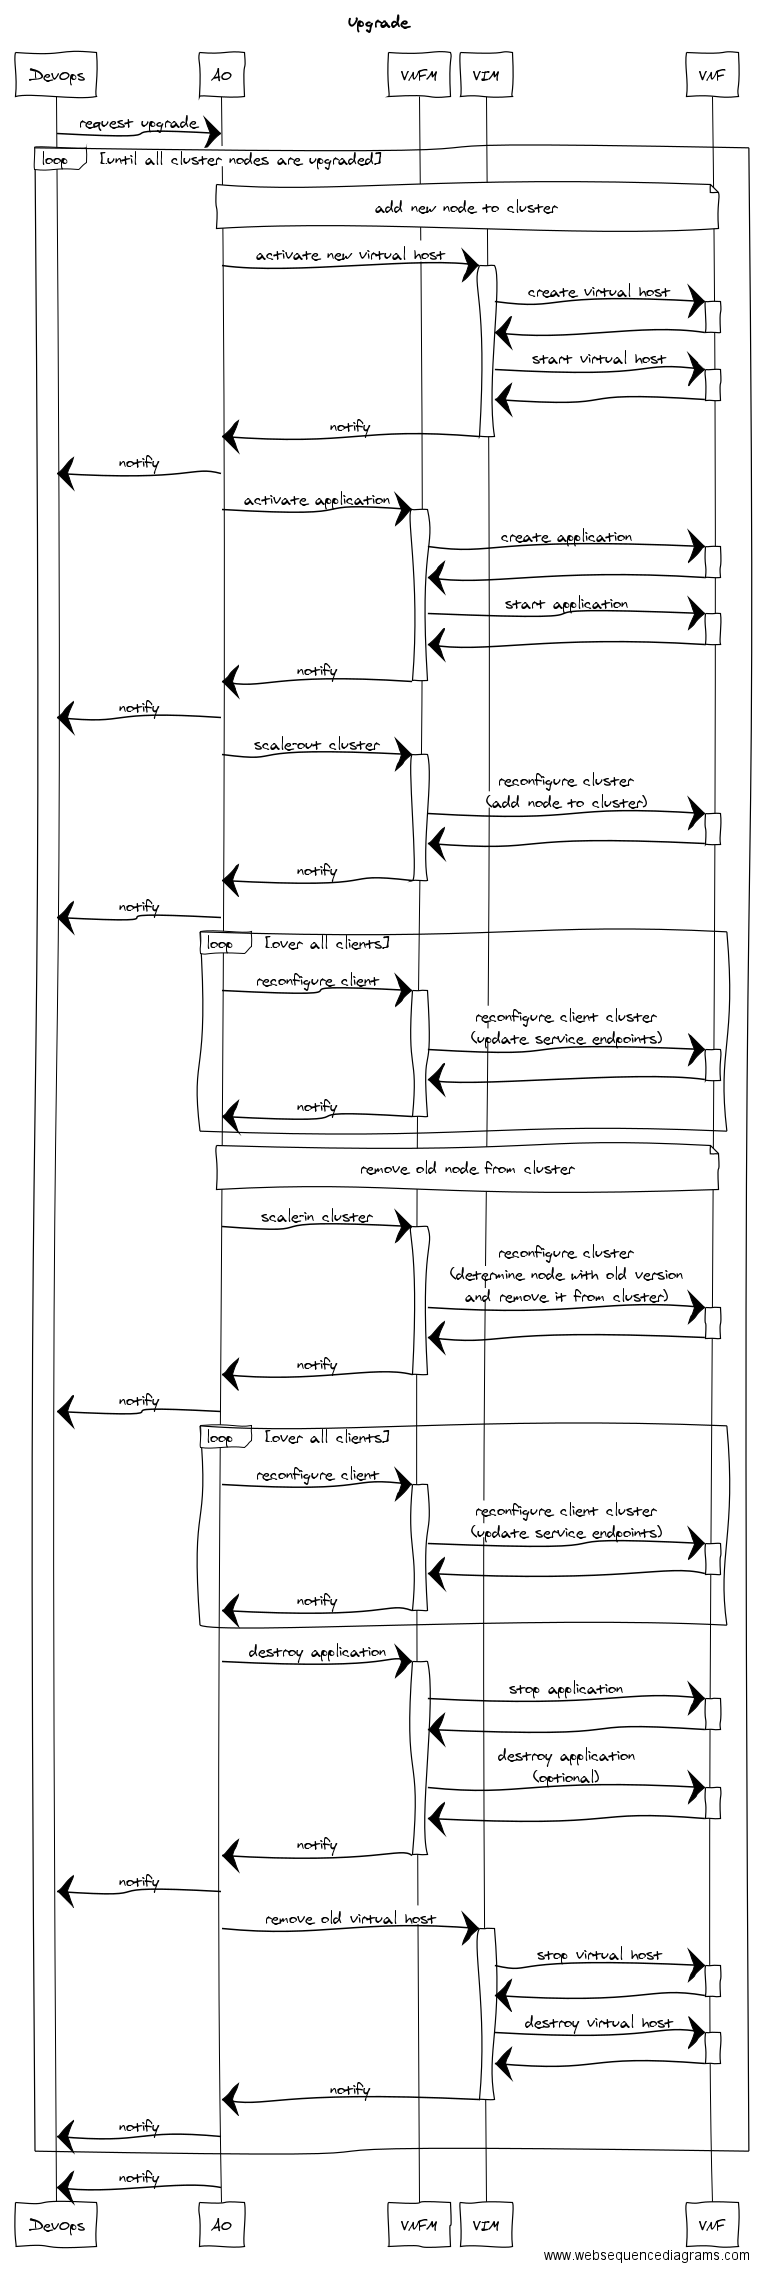 Upgrade
DevOps
AO
VNFM
VIM
VNF
request upgrade
loop
[until all cluster nodes are upgraded]
add new node to cluster
activate new virtual host
create virtual host
start virtual host
notify
notify
activate application
create application
start application
notify
notify
scale-out cluster
reconfigure cluster
(add node to cluster)
notify
notify
loop
[over all clients]
reconfigure client
reconfigure client cluster
(update service endpoints)
notify
remove old node from cluster
scale-in cluster
reconfigure cluster
(determine node with old version
and remove it from cluster)
notify
notify
loop
[over all clients]
reconfigure client
reconfigure client cluster
(update service endpoints)
notify
destroy application
stop application
destroy application
(optional)
notify
notify
remove old virtual host
stop virtual host
destroy virtual host
notify
notify
notify
DevOps
AO
VNFM
VIM
VNF
www.websequencediagrams.com